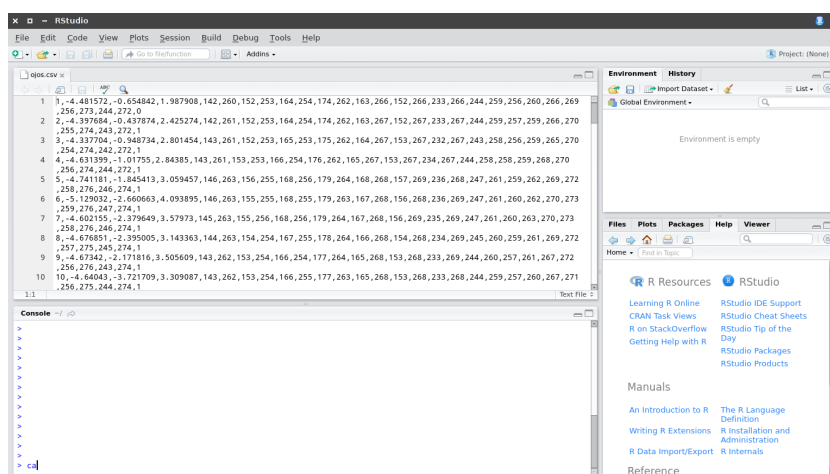 RStudio
File Edit Code View Plots Session Build Debug Tools Help
Go to file/function Addins Project: (None)
ojos.csv
1 1,-4.481572,-0.654842,1.987908,142,260,152,253,164,254,174,262,163,266,152,266,233,266,244,259,256,260,266,269
,256,273,244,272,0
2 2,-4.397684,-0.437874,2.425274,142,261,152,253,164,254,174,262,163,267,152,267,233,267,244,259,257,259,266,270
,255,274,243,272,1
3 3,-4.337704,-0.948734,2.801454,143,261,152,253,165,253,175,262,164,267,153,267,232,267,243,258,256,259,265,270
,254,274,242,272,1
4 4,-4.631399,-1.01755,2.84385,143,261,153,253,166,254,176,262,165,267,153,267,234,267,244,258,258,259,268,270
,256,274,244,272,1
5 5,-4.741181,-1.845413,3.059457,146,263,156,255,168,256,179,264,168,268,157,269,236,268,247,261,259,262,269,272
,258,276,246,274,1
6 6,-5.129032,-2.660663,4.093895,146,263,155,255,168,255,179,263,167,268,156,268,236,269,247,261,260,262,270,273
,259,276,247,274,1
7 7,-4.602155,-2.379649,3.57973,145,263,155,256,168,256,179,264,167,268,156,269,235,269,247,261,260,263,270,273
,258,276,246,274,1
8 8,-4.676851,-2.395005,3.143363,144,263,154,254,167,255,178,264,166,268,154,268,234,269,245,260,259,261,269,272
,257,275,245,274,1
9 9,-4.67342,-2.171816,3.505609,143,262,153,254,166,254,177,264,165,268,153,268,233,269,244,260,257,261,267,272
,256,276,243,274,1
10 10,-4.64043,-3.721709,3.309087,143,262,153,254,166,255,177,263,165,268,153,268,233,268,244,259,257,260,267,271
,256,275,244,274,1
1:1 Text File
Console ~/
>
>
>
>
>
>
>
>
>
>
>
>
>
>
> ca
Environment History
Import Dataset List
Global Environment
Environment is empty
Files Plots Packages Help Viewer
Home Find in Topic
R Resources
Learning R Online
CRAN Task Views
R on StackOverflow
Getting Help with R
RStudio
RStudio IDE Support
RStudio Cheat Sheets
RStudio Tip of the
Day
RStudio Packages
RStudio Products
Manuals
An Introduction to R
Writing R Extensions
R Data Import/Export
The R Language
Definition
R Installation and
Administration
R Internals
Reference